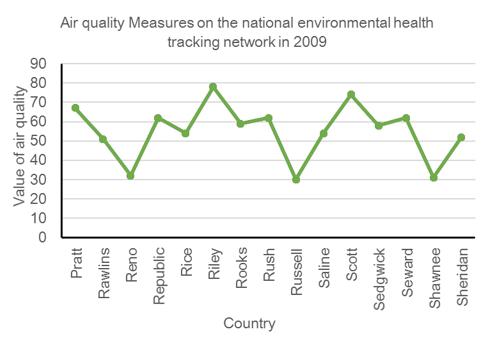 Air quality Measures on the national environmental health
tracking network in 2009
Value of air quality
90
80
70
60
50
40
30
20
10
0
Pratt
Rawlins
Reno
Republic
Rice
Riley
Rooks
Rush
Russell
Saline
Scott
Sedgwick
Seward
Shawnee
Sheridan
Country